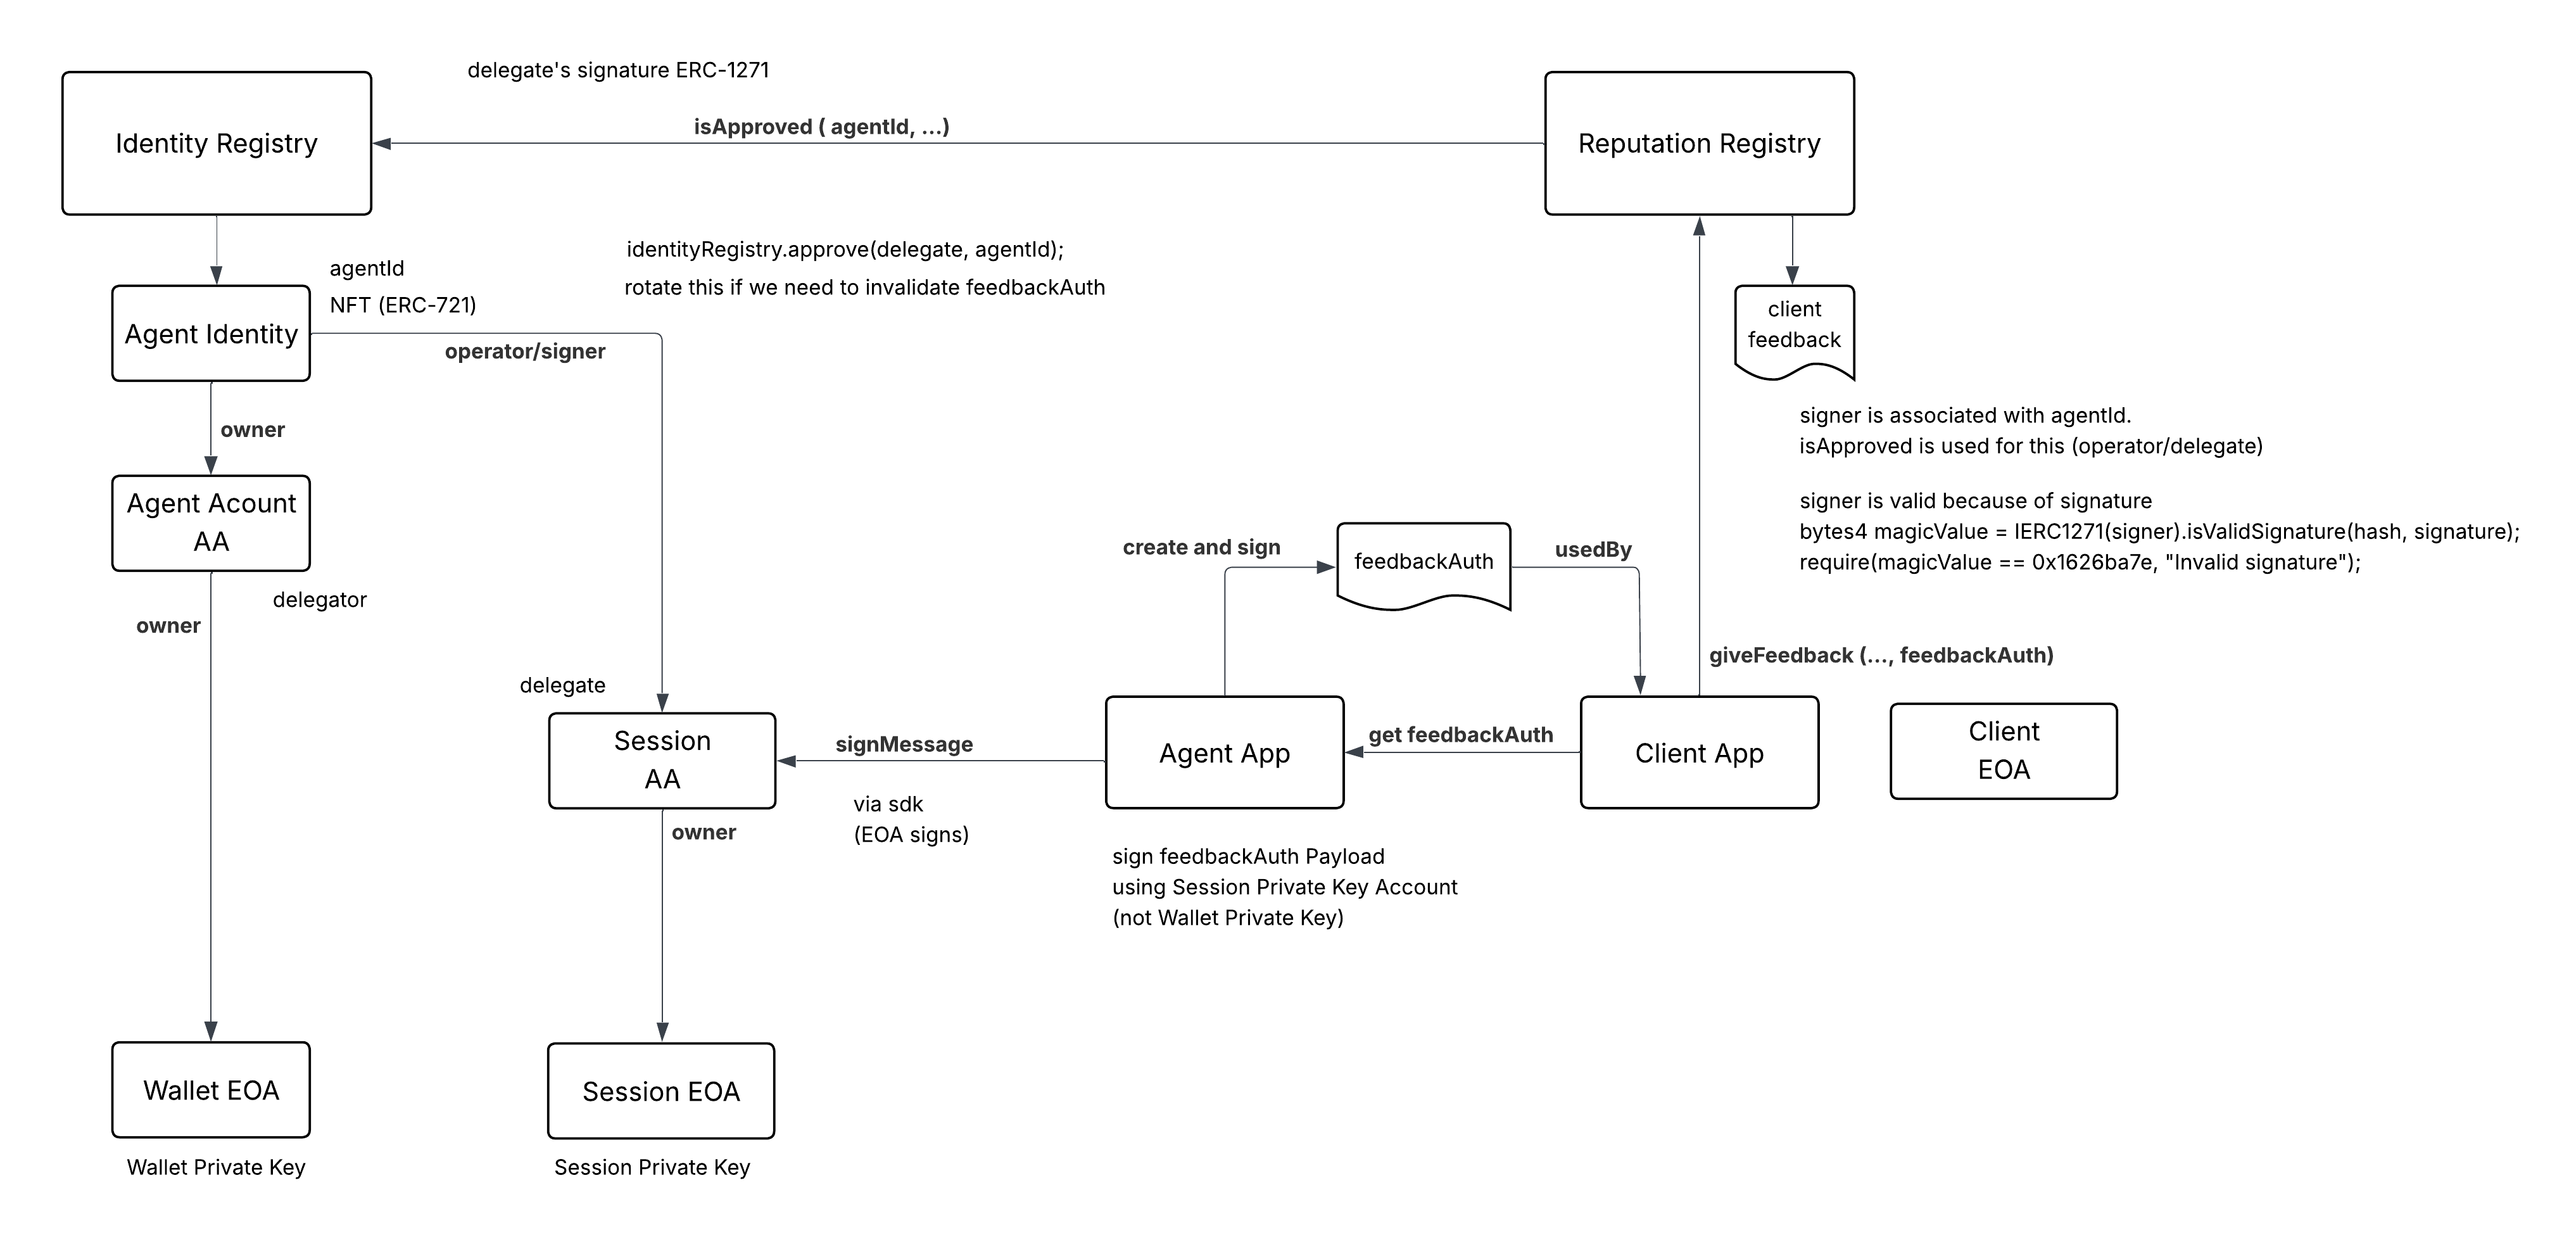 delegate's signature ERC-1271
Identity Registry
isApproved ( agentId, ...)
Reputation Registry
agentId
NFT (ERC-721)
identityRegistry.approve(delegate, agentId);
rotate this if we need to invalidate feedbackAuth
Agent Identity
operator/signer
client
feedback
owner
signer is associated with agentId.
isApproved is used for this (operator/delegate)
Agent Acount
AA
signer is valid because of signature
bytes4 magicValue = IERC1271(signer).isValidSignature(hash, signature);
require(magicValue == 0x1626ba7e, "Invalid signature");
create and sign
feedbackAuth
usedBy
delegator
owner
giveFeedback (..., feedbackAuth)
delegate
Session
AA
signMessage
via sdk
(EOA signs)
Agent App
get feedbackAuth
Client App
Client
EOA
owner
sign feedbackAuth Payload
using Session Private Key Account
(not Wallet Private Key)
Wallet EOA
Session EOA
Wallet Private Key
Session Private Key